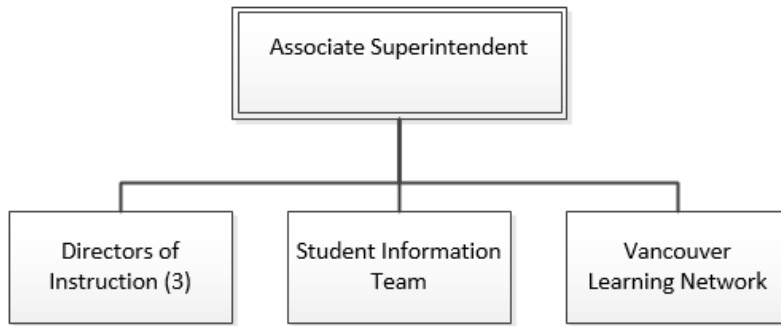 Associate Superintendent
Directors of
Instruction (3)
Student Information
Team
Vancouver
Learning Network